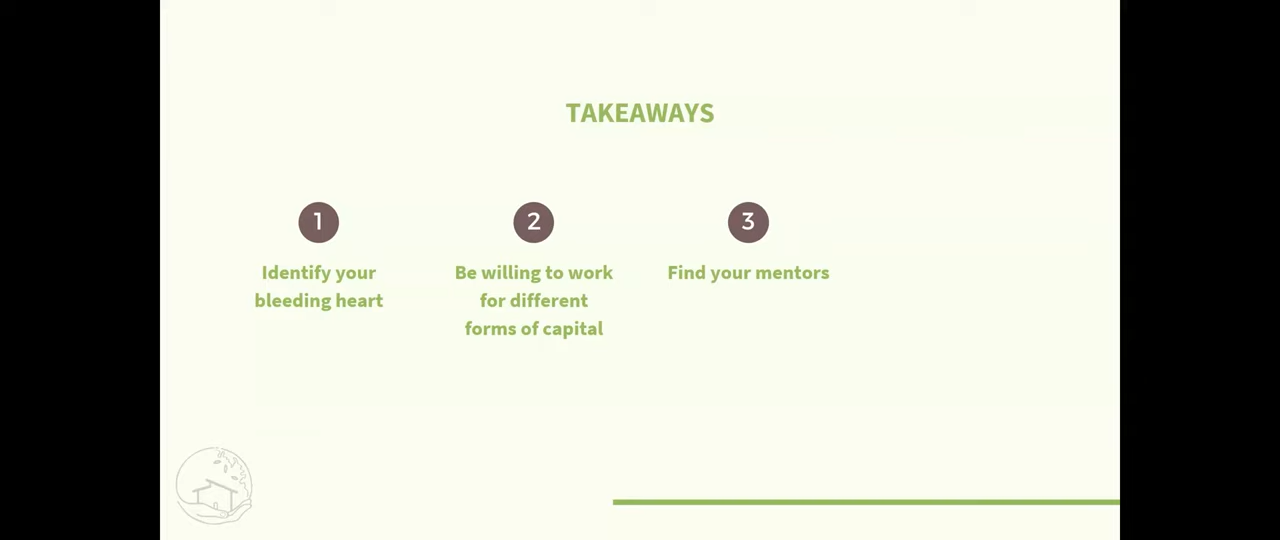 TAKEAWAYS
1
Identify your
bleeding heart
2
Be willing to work
for different
forms of capital
3
Find your mentors